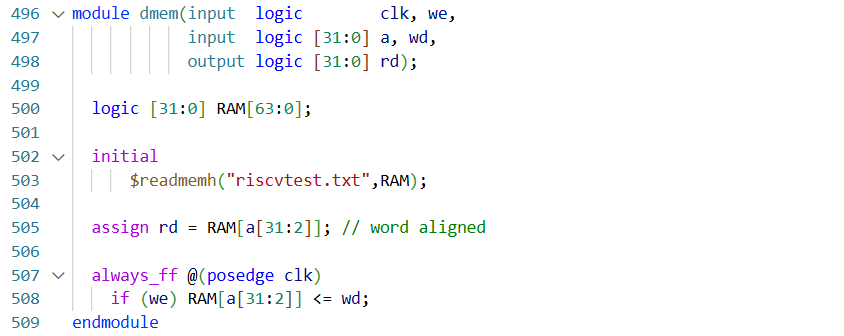 496 module dmem(input  logic        clk, we,
497             input  logic [31:0] a, wd,
498             output logic [31:0] rd);
499
500   logic [31:0] RAM[63:0];
501
502   initial
503       $readmemh("riscvtest.txt",RAM);
504
505   assign rd = RAM[a[31:2]]; // word aligned
506
507   always_ff @(posedge clk)
508     if (we) RAM[a[31:2]] <= wd;
509 endmodule